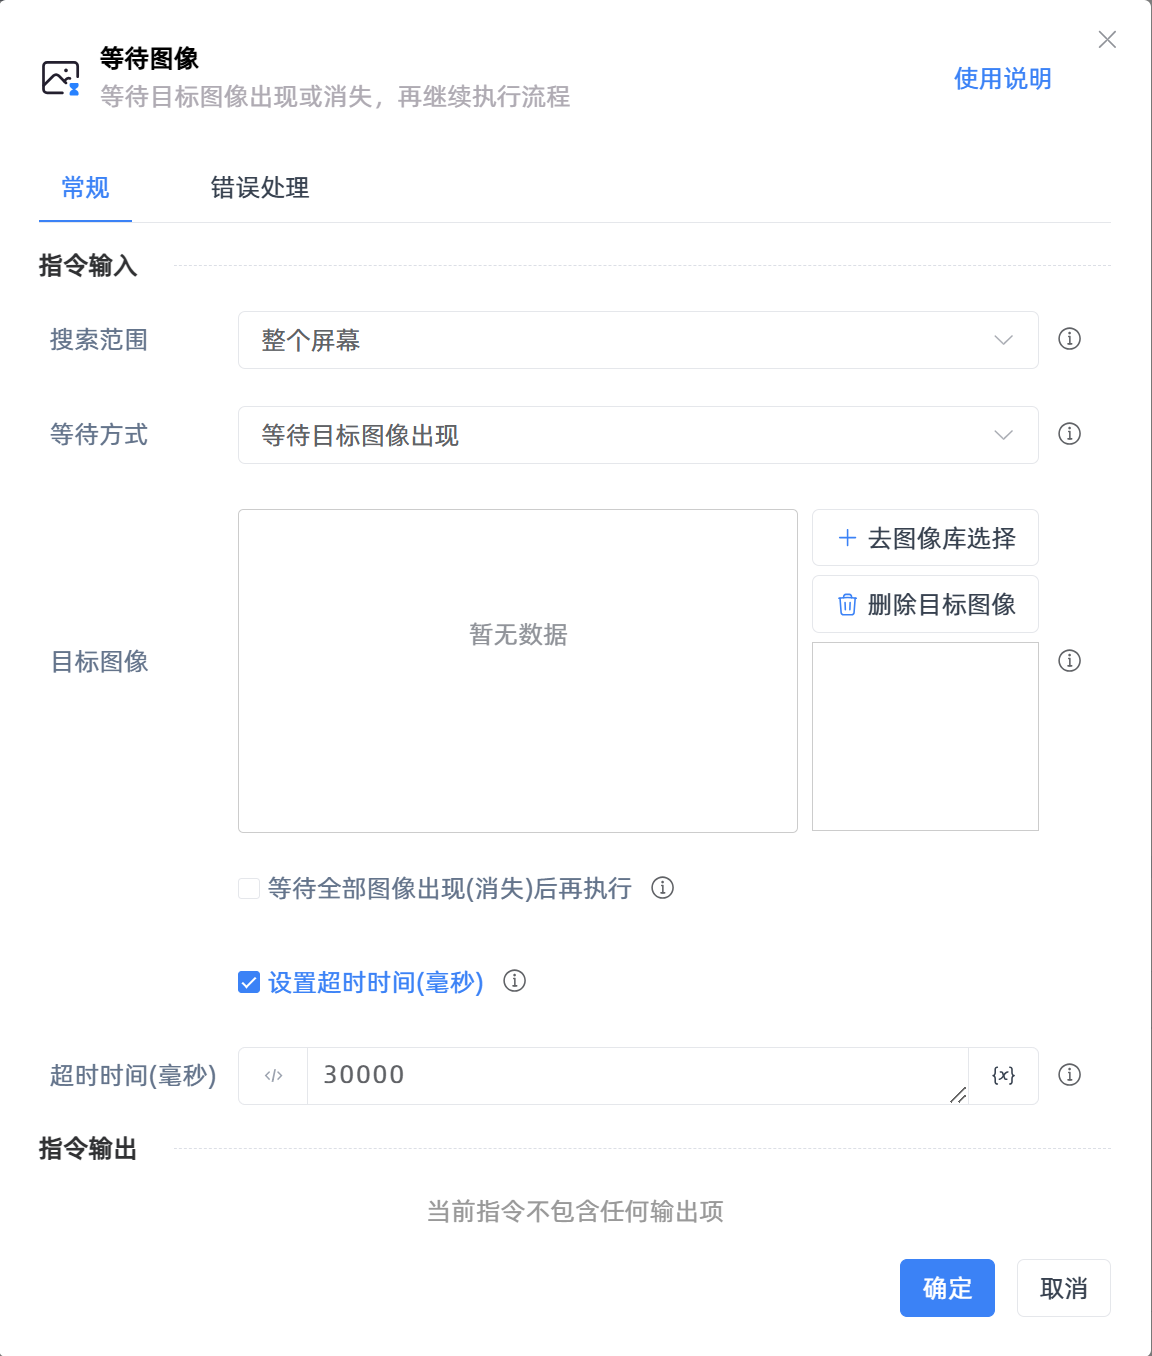 等待图像
等待目标图像出现或消失，再继续执行流程
使用说明
常规
错误处理
指令输入
搜索范围
整个屏幕
等待方式
等待目标图像出现
目标图像
暂无数据
去图像库选择
删除目标图像
等待全部图像出现(消失)后再执行
设置超时时间(毫秒)
超时时间(毫秒)
</>
30000
{x}
指令输出
当前指令不包含任何输出项
确定
取消